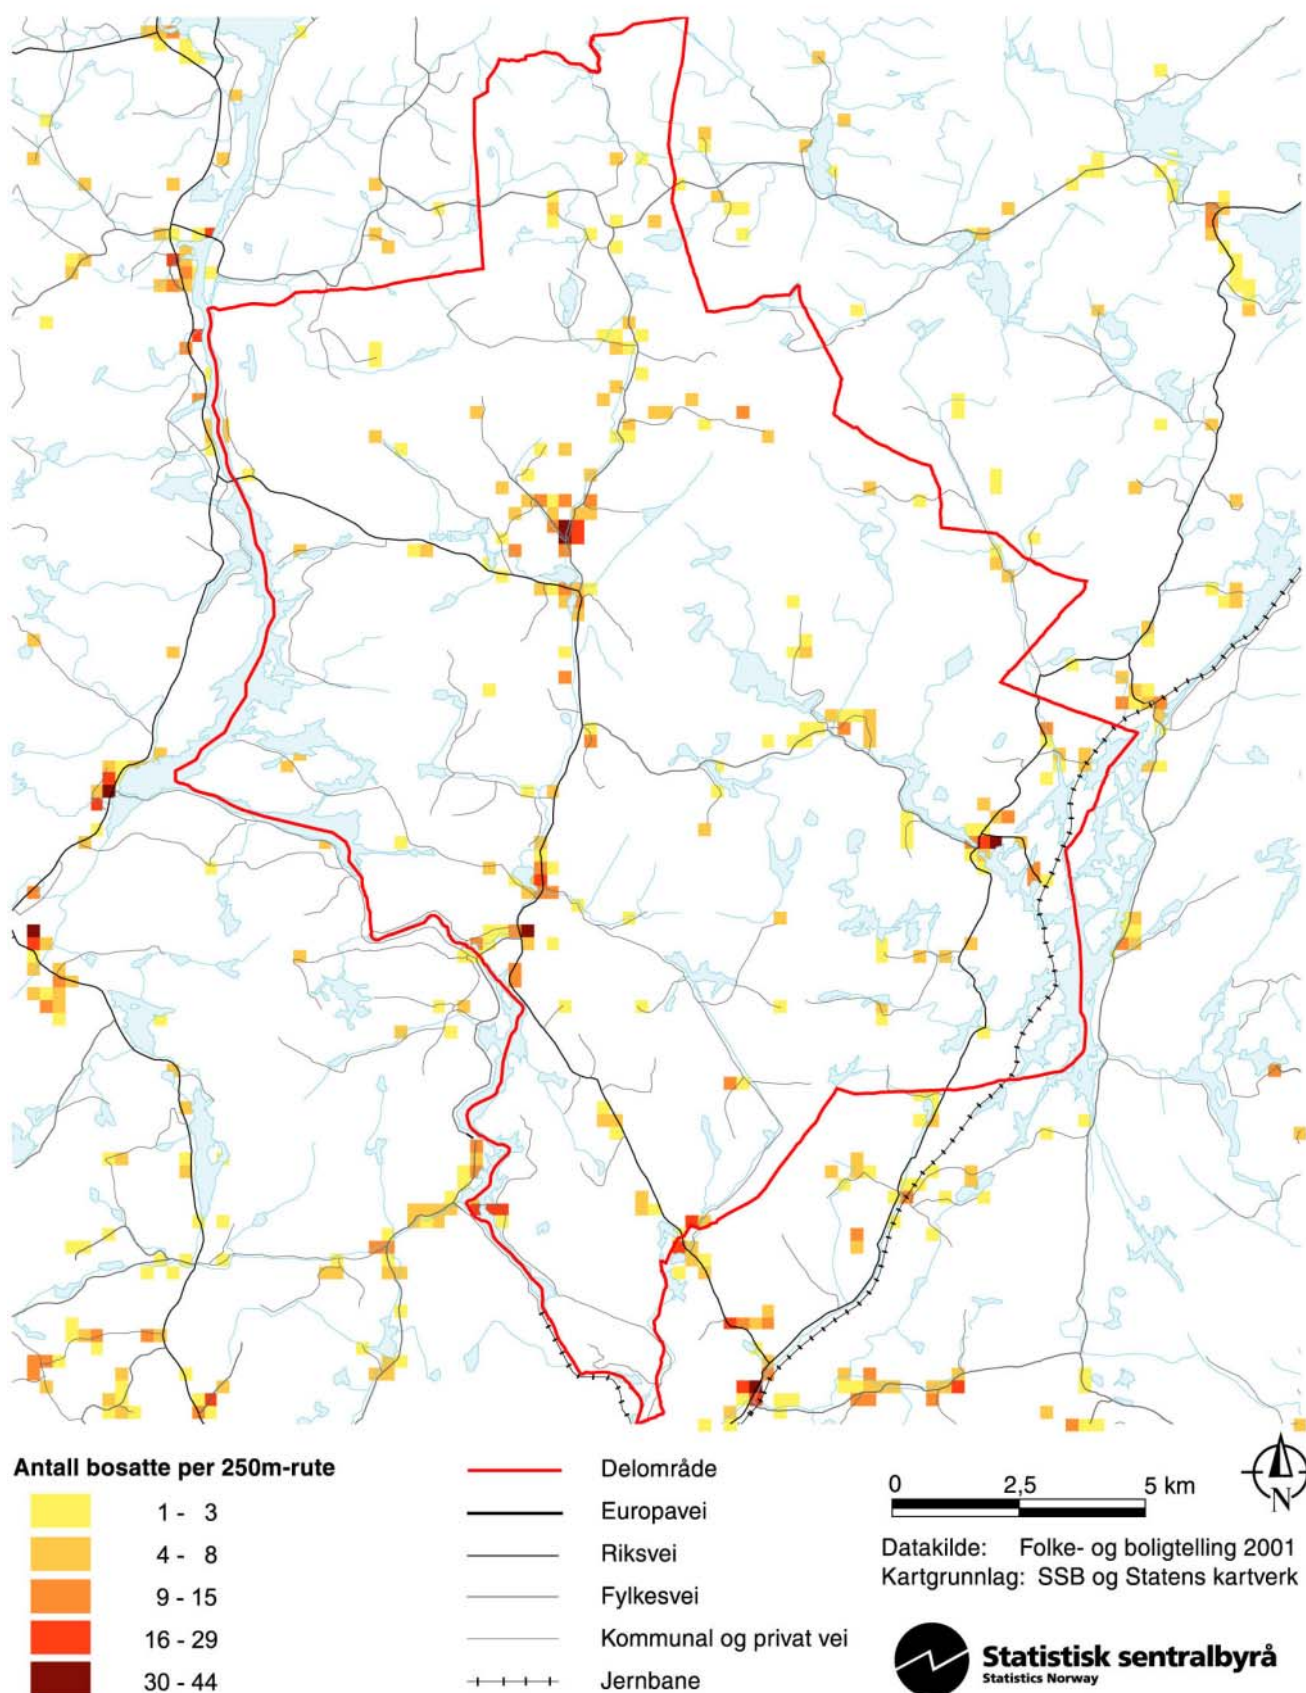 Antall bosatte per 250m-rute
1 - 3
4 - 8
9 - 15
16 - 29
30 - 44
Delområde
Europavei
Riksvei
Fylkesvei
Kommunal og privat vei
Jernbane
0 2,5 5 km
N
Datakilde: Folke- og boligtelling 2001
Kartgrunnlag: SSB og Statens kartverk
Statistisk sentralbyrå
Statistics Norway